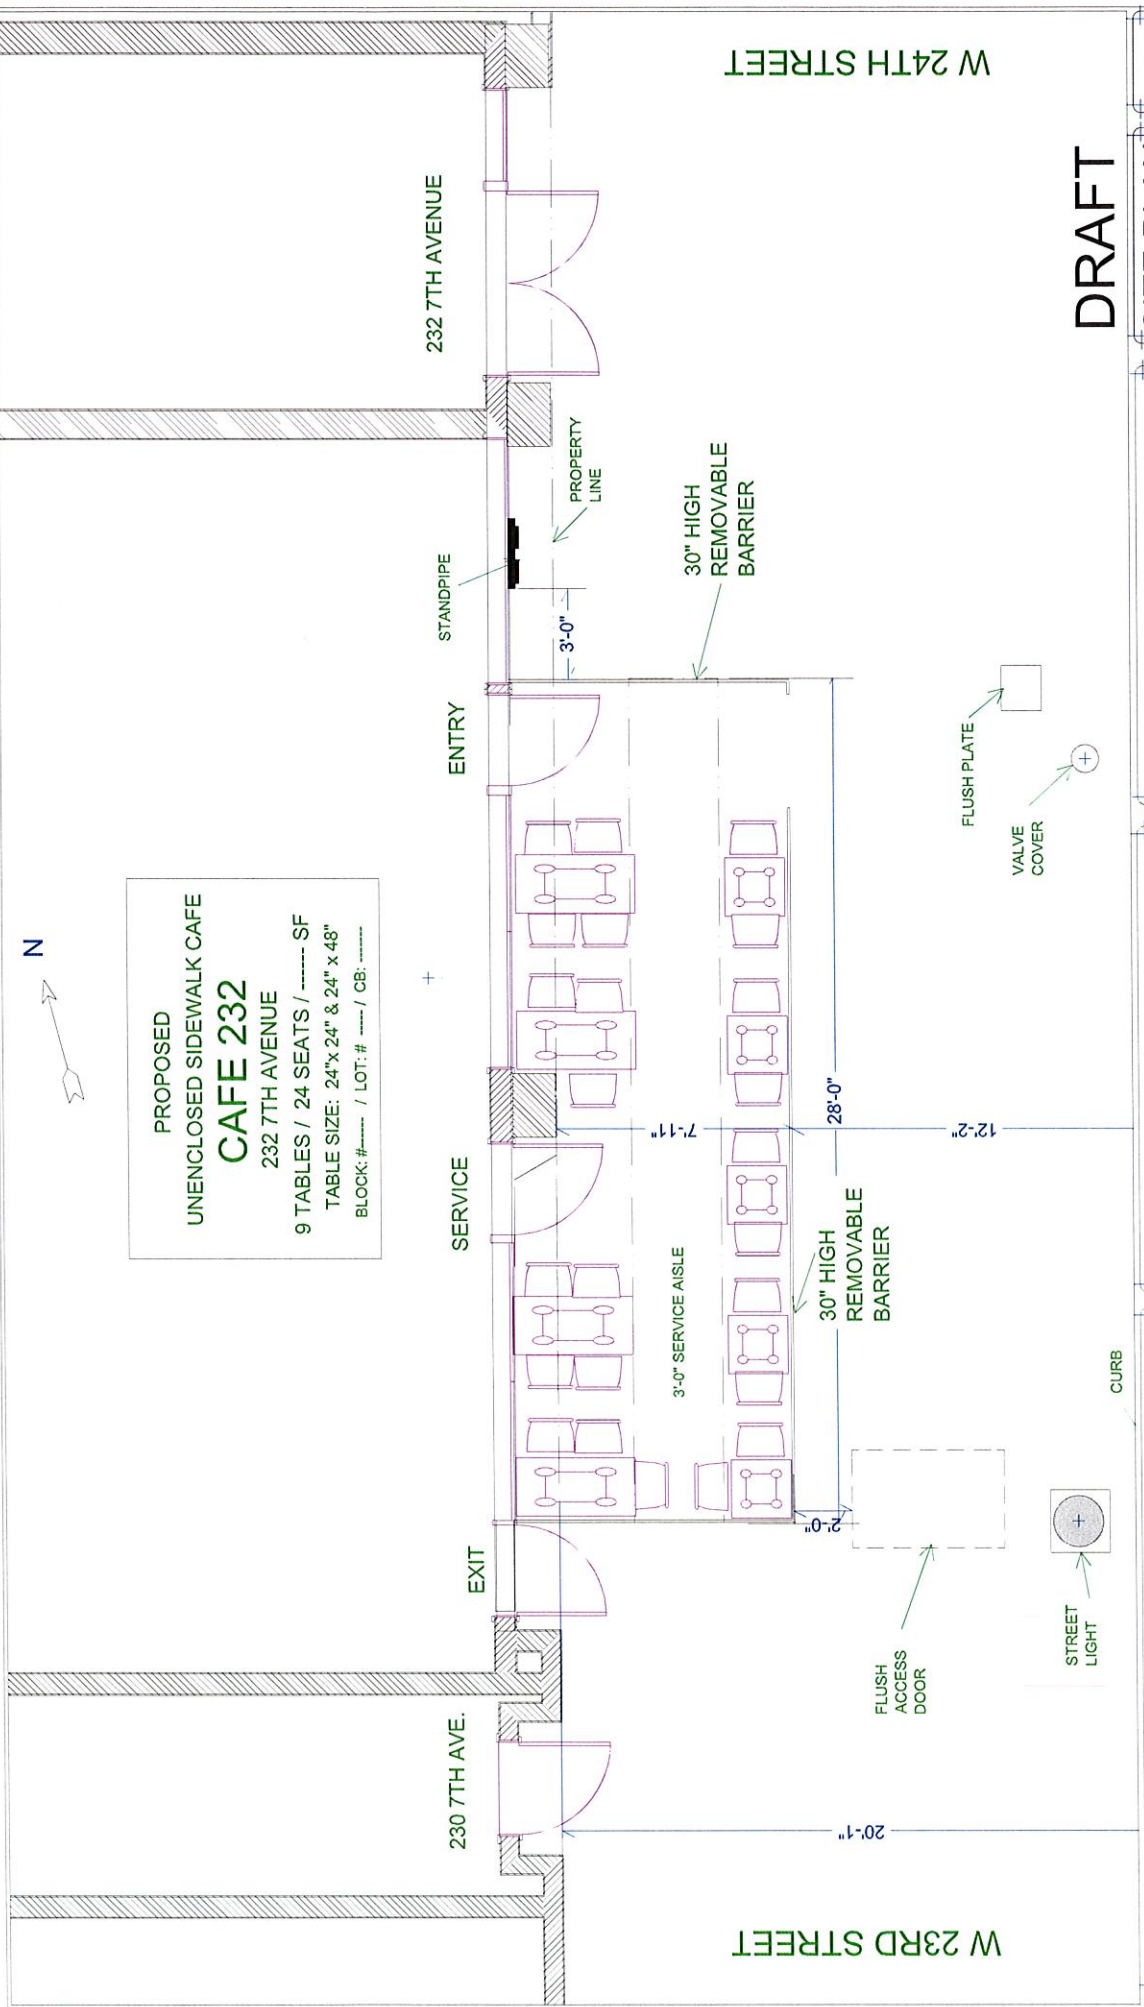 N
PROPOSED
UNENCLOSED SIDEWALK CAFE
CAFE 232
232 7TH AVENUE
9 TABLES / 24 SEATS / ------ SF
TABLE SIZE: 24"x 24" & 24" x 48"
BLOCK: #------ / LOT: # ----- / CB: -------
230 7TH AVE.
EXIT
SERVICE
ENTRY
STANDPIPE
232 7TH AVENUE
PROPERTY
LINE
3'-0"
30" HIGH
REMOVABLE
BARRIER
3'-0" SERVICE AISLE
7'-11"
28'-0"
12'-2"
30" HIGH
REMOVABLE
BARRIER
2'-0"
20'-1"
FLUSH
ACCESS
DOOR
STREET
LIGHT
CURB
FLUSH PLATE
VALVE
COVER
W 23RD STREET
W 24TH STREET
DRAFT